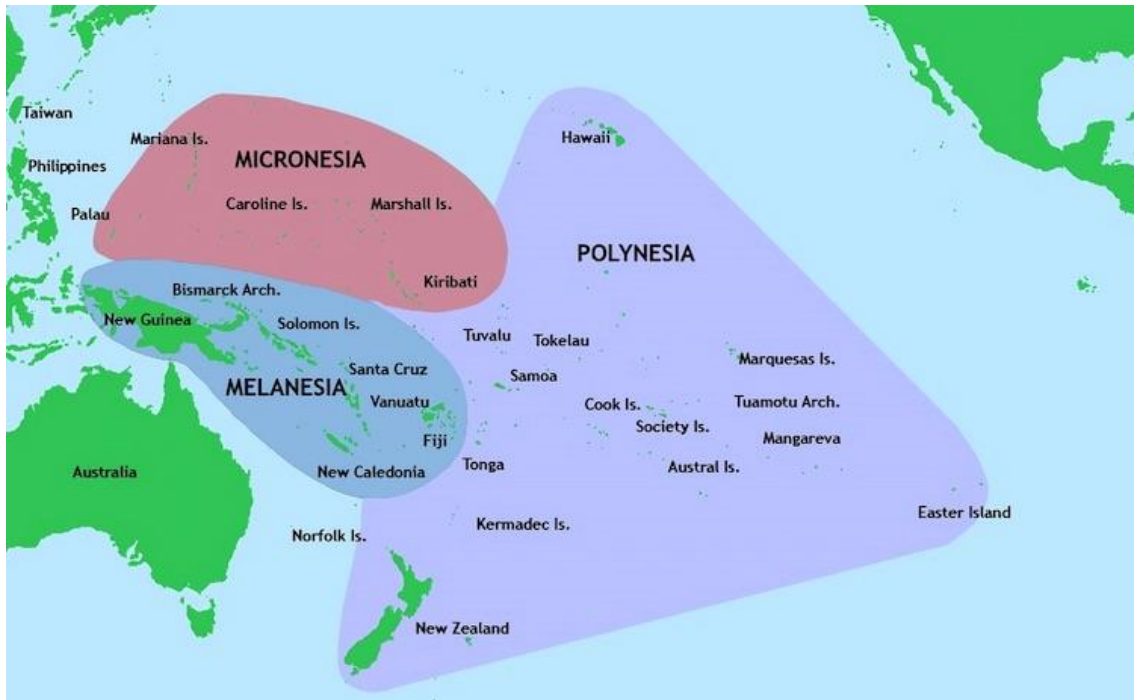 Taiwan
Mariana Is.
Hawaii
MICRONESIA
Philippines
Caroline Is.
Marshall Is.
Palau
POLYNESIA
Kiribati
Bismarck Arch.
New Guinea
Solomon Is.
Tuvalu
Tokelau
Marquesas Is.
Santa Cruz
Samoa
MELANESIA
Vanuatu
Cook Is.
Tuamotu Arch.
Society Is.
Fiji
Mangareva
Tonga
Austral Is.
Australia
New Caledonia
Easter Island
Kermadec Is.
Norfolk Is.
New Zealand